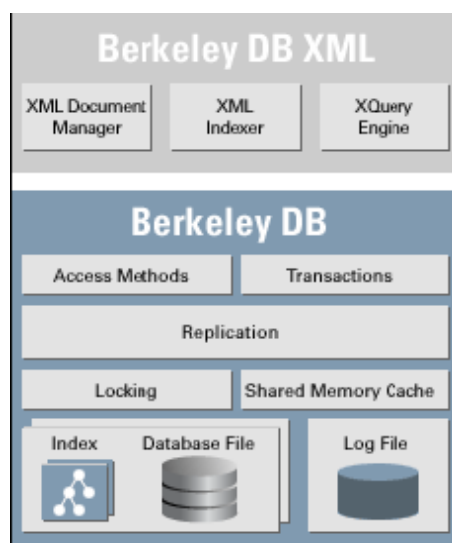 Berkeley DB XML
XML Document
Manager
XML
Indexer
XQuery
Engine
Berkeley DB
Access Methods
Transactions
Replication
Locking
Shared Memory Cache
Index
Database File
Log File